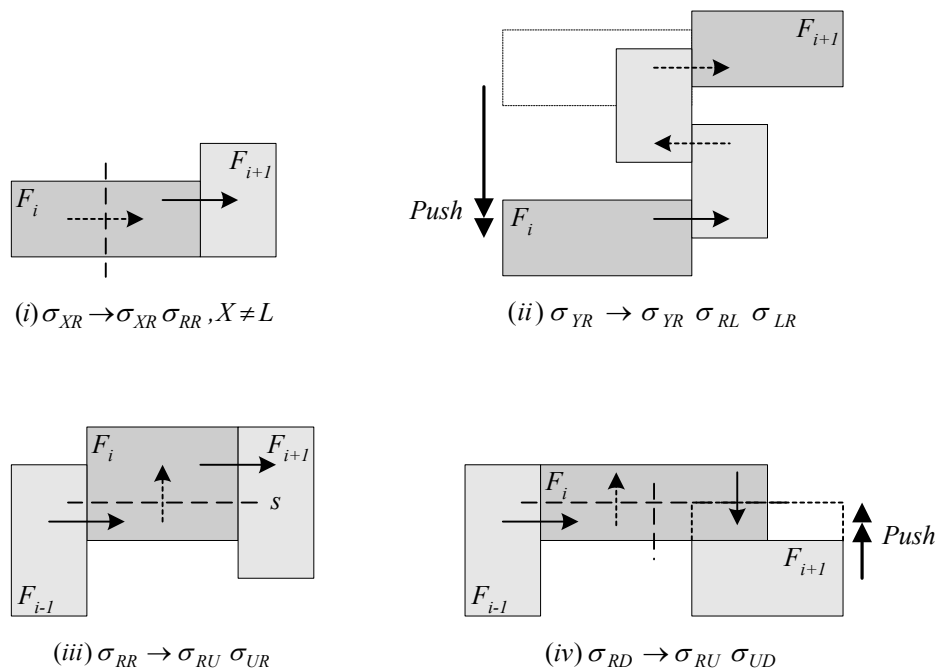 F_i
F_{i+1}
(i) σ_{XR} → σ_{XR} σ_{RR} , X ≠ L
F_{i+1}
Push
F_i
(ii) σ_{YR} → σ_{YR} σ_{RL} σ_{LR}
F_i
F_{i+1}
s
F_{i-1}
(iii) σ_{RR} → σ_{RU} σ_{UR}
F_i
Push
F_{i+1}
F_{i-1}
(iv) σ_{RD} → σ_{RU} σ_{UD}